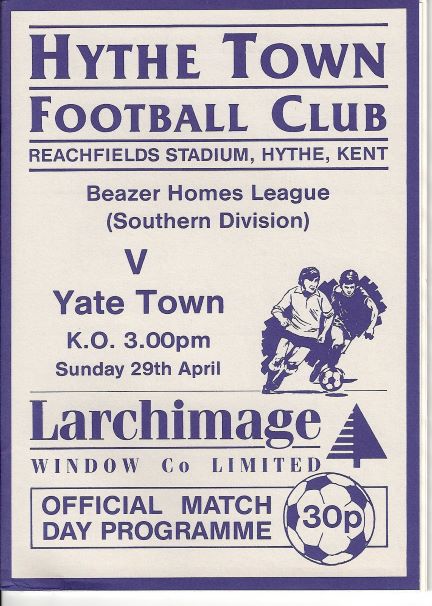 HYTHE TOWN
FOOTBALL CLUB
REACHFIELDS STADIUM, HYTHE, KENT
Beazer Homes League
(Southern Division)
V
Yate Town
K.O. 3.00pm
Sunday 29th April
Larchimage
WINDOW Co LIMITED
OFFICIAL MATCH
DAY PROGRAMME
30p